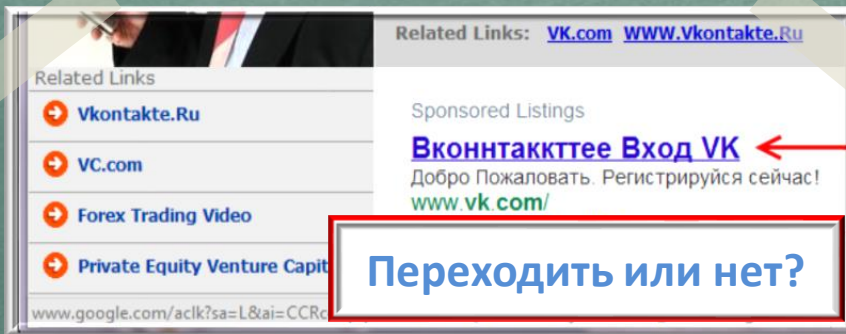 Related Links: VK.com WWW.Vkontakte.Ru
Related Links
Vkontakte.Ru
VC.com
Forex Trading Video
Private Equity Venture Capit
www.google.com/aclk?sa=L&ai=CCRc
Sponsored Listings
Вконнтаккттее Вход VK
Добро Пожаловать. Регистрируйся сейчас!
www.vk.com/
Переходить или нет?